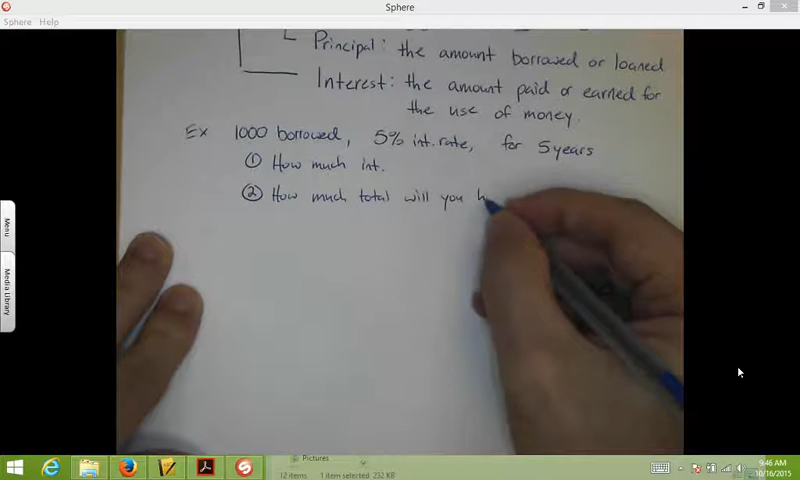 Sphere
Sphere Help
Principal: the amount borrowed or loaned
Interest: the amount paid or earned for
the use of money.
Ex 1000 borrowed, 5% int. rate, for 5 years
① How much int.
② How much total will you h
Menu
Media Library
Pictures
12 items 1 item selected 232 KB
9:46 AM
10/16/2015